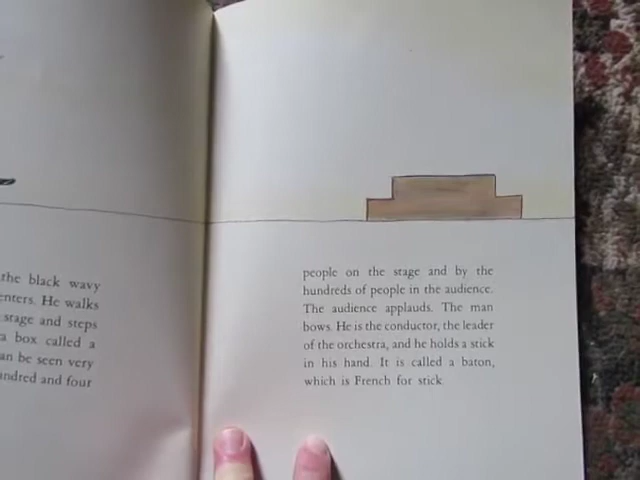 the black wavy
enters. He walks
stage and steps
a box called a
an be seen very
undred and four
people on the stage and by the
hundreds of people in the audience.
The audience applauds. The man
bows. He is the conductor, the leader
of the orchestra, and he holds a stick
in his hand. It is called a baton,
which is French for stick